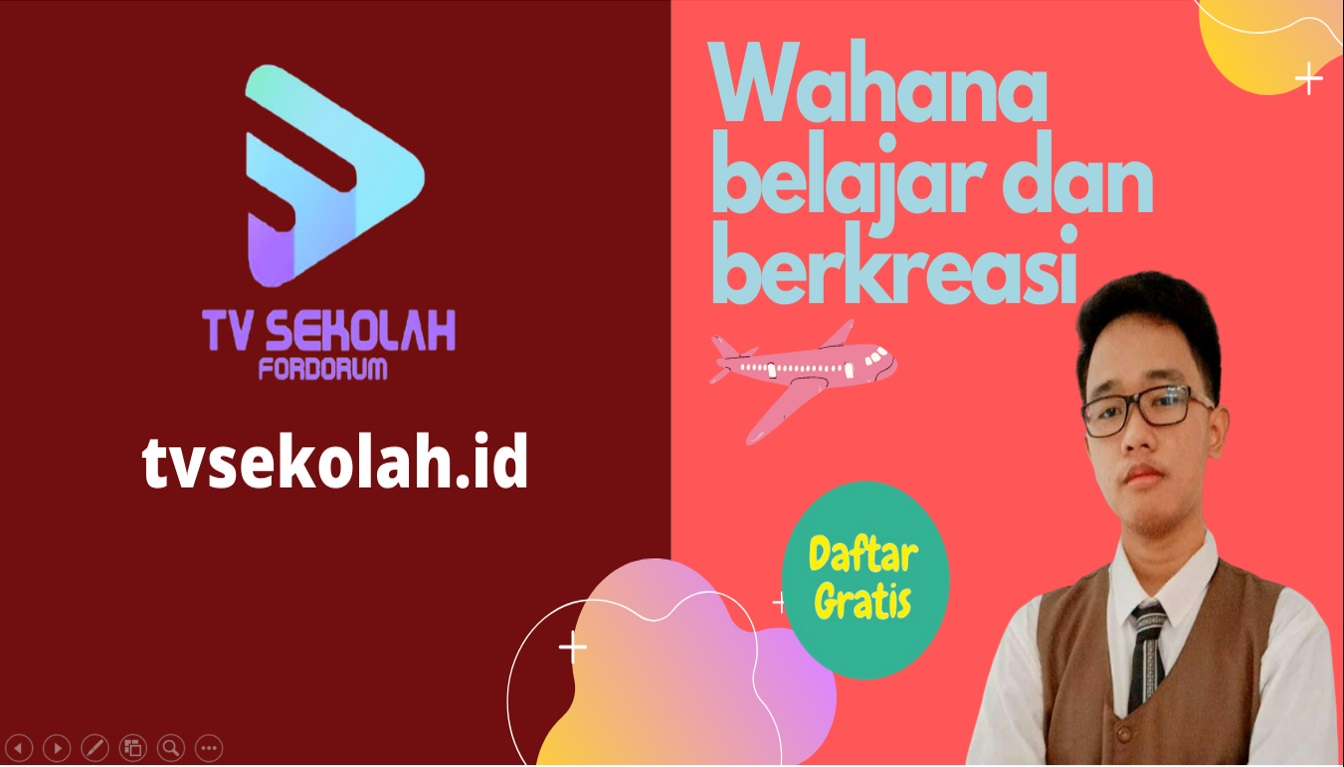 TV SEKOLAH
FORDORUM
tvsekolah.id
Wahana
belajar dan
berkreasi
Daftar
Gratis